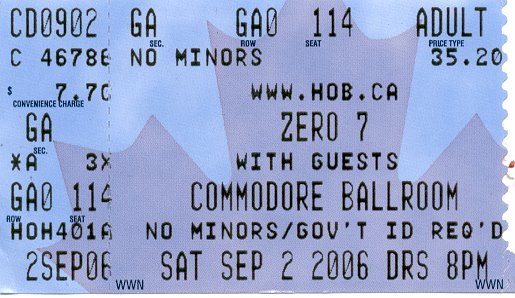 CD0902 GA GA0 114 ADULT
SEC. ROW SEAT PRICE TYPE
C 46786 NO MINORS 35.20
$ 7.70 WWW.HOB.CA
CONVENIENCE CHARGE
GA ZERO 7
SEC.
*A 3X WITH GUESTS
GA0 114 COMMODORE BALLROOM
ROW SEAT
HOH4016 NO MINORS/GOV'T ID REQ'D
2SEP06 SAT SEP 2 2006 DRS 8PM
WWN WWN